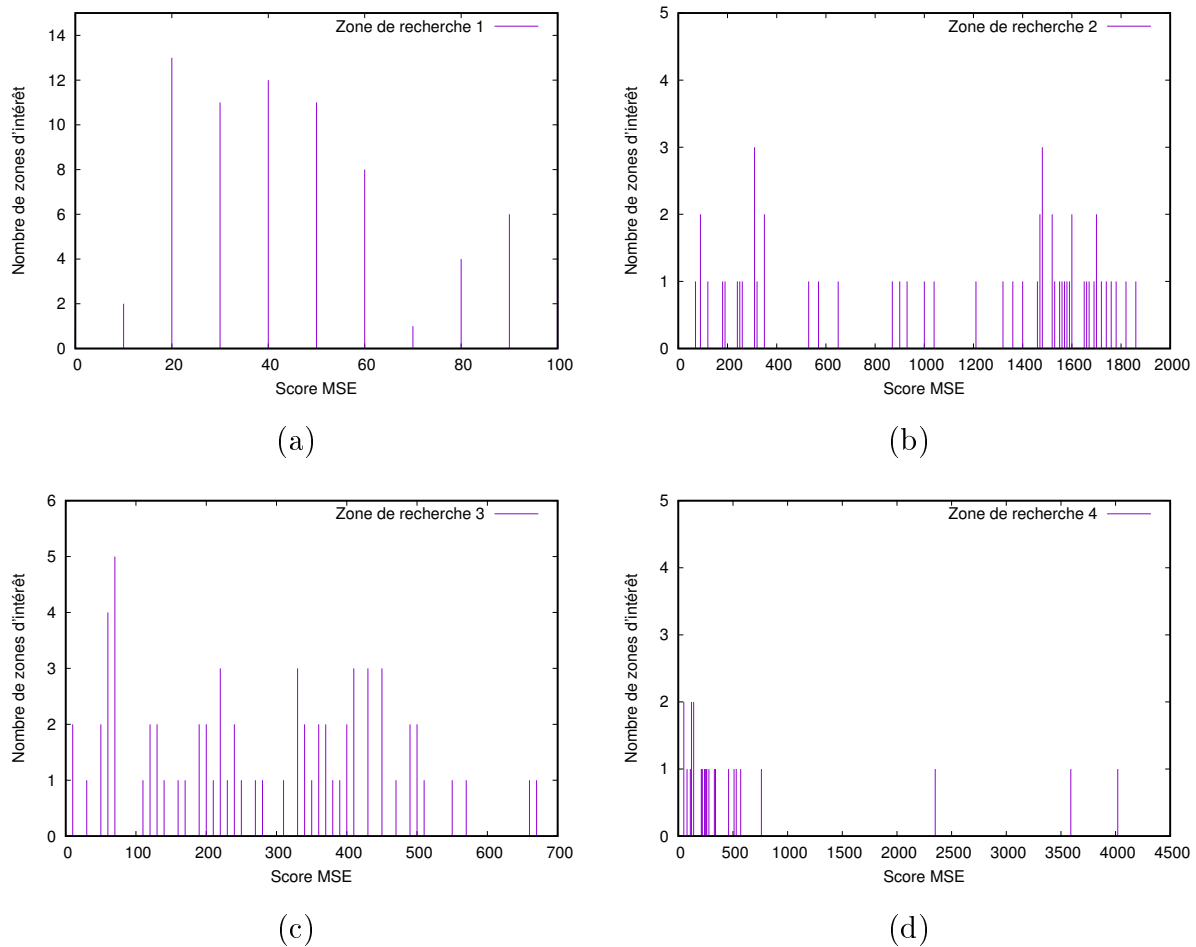 Zone de recherche 1
14
12
10
8
6
4
2
0
Nombre de zones d'intérêt
0 20 40 60 80 100
Score MSE
(a)
Zone de recherche 2
5
4
3
2
1
0
Nombre de zones d'intérêt
0 200 400 600 800 1000 1200 1400 1600 1800 2000
Score MSE
(b)
Zone de recherche 3
6
5
4
3
2
1
0
Nombre de zones d'intérêt
0 100 200 300 400 500 600 700
Score MSE
(c)
Zone de recherche 4
5
4
3
2
1
0
Nombre de zones d'intérêt
0 500 1000 1500 2000 2500 3000 3500 4000 4500
Score MSE
(d)